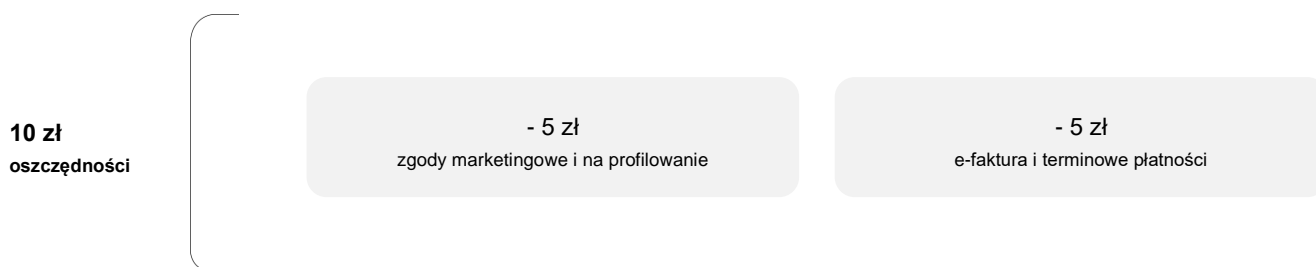 10 zł
oszczędności
- 5 zł
zgody marketingowe i na profilowanie
- 5 zł
e-faktura i terminowe płatności